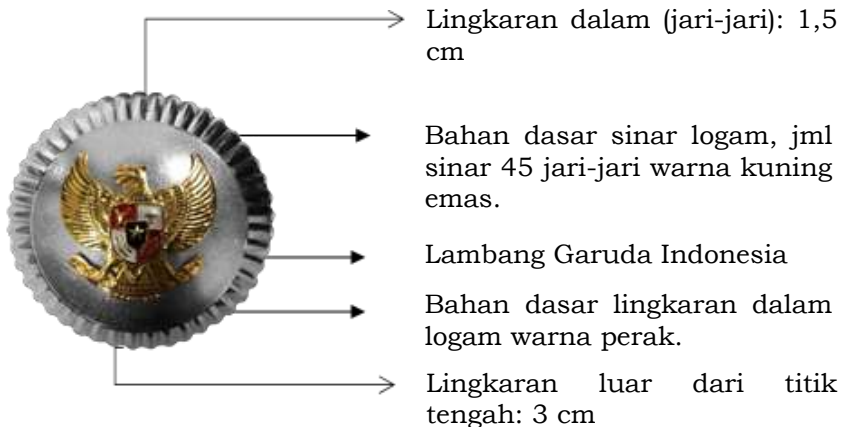 Lingkaran dalam (jari-jari): 1,5
cm
Bahan dasar sinar logam, jml
sinar 45 jari-jari warna kuning
emas.
Lambang Garuda Indonesia
Bahan dasar lingkaran dalam
logam warna perak.
Lingkaran luar dari titik
tengah: 3 cm